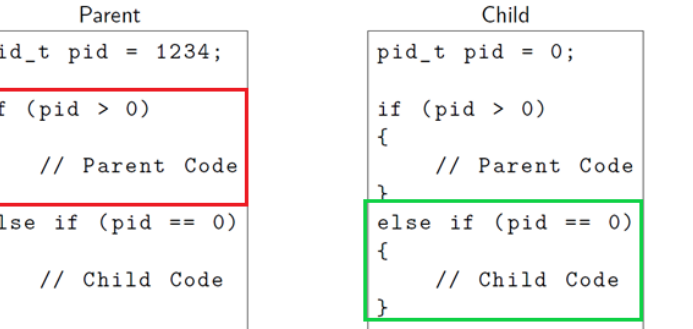 Parent
id_t pid = 1234;
f (pid > 0)
// Parent Code
lse if (pid == 0)
// Child Code
Child
pid_t pid = 0;
if (pid > 0)
{
// Parent Code
}
else if (pid == 0)
{
// Child Code
}